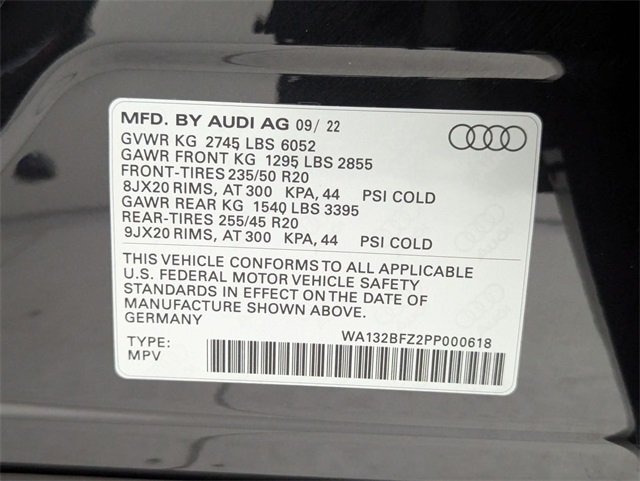 MFD. BY AUDI AG 09/ 22
GVWR KG 2745 LBS 6052
GAWR FRONT KG 1295 LBS 2855
FRONT-TIRES 235/50 R20
8JX20 RIMS, AT 300 KPA, 44 PSI COLD
GAWR REAR KG 1540 LBS 3395
REAR-TIRES 255/45 R20
9JX20 RIMS, AT 300 KPA, 44 PSI COLD
THIS VEHICLE CONFORMS TO ALL APPLICABLE
U.S. FEDERAL MOTOR VEHICLE SAFETY
STANDARDS IN EFFECT ON THE DATE OF
MANUFACTURE SHOWN ABOVE.
GERMANY
WA132BFZ2PP000618
TYPE:
MPV